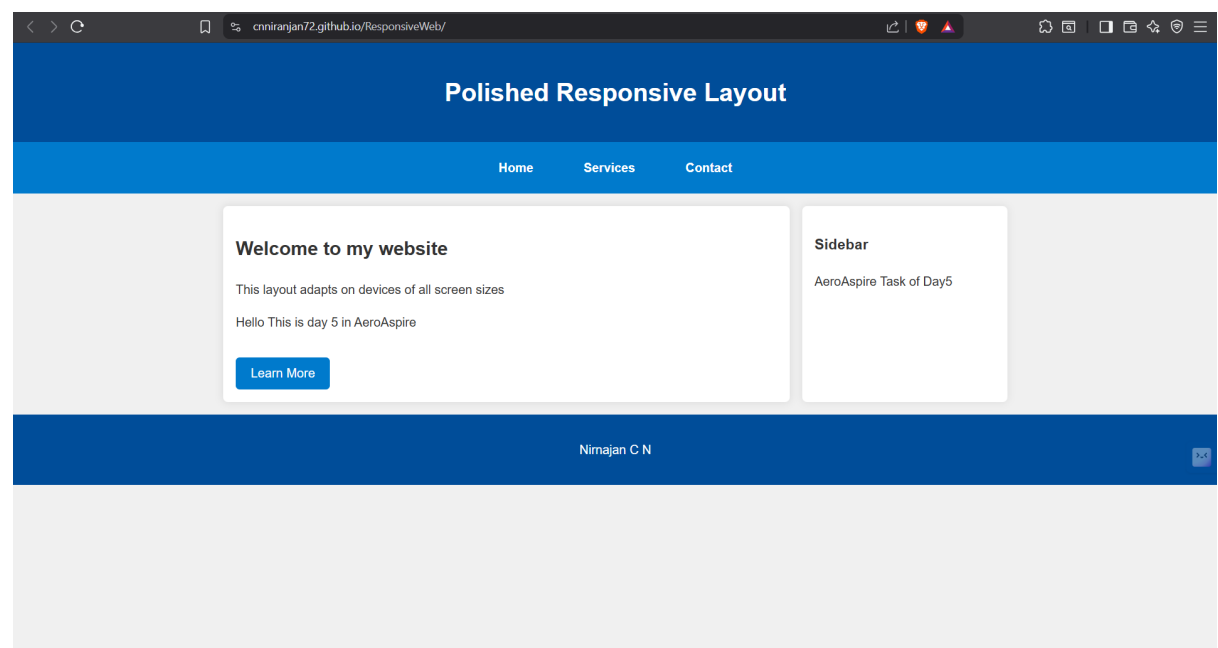 cnniranjan72.github.io/ResponsiveWeb/
Polished Responsive Layout
Home Services Contact
Welcome to my website
This layout adapts on devices of all screen sizes
Hello This is day 5 in AeroAspire
Learn More
Sidebar
AeroAspire Task of Day5
Nirnajan C N